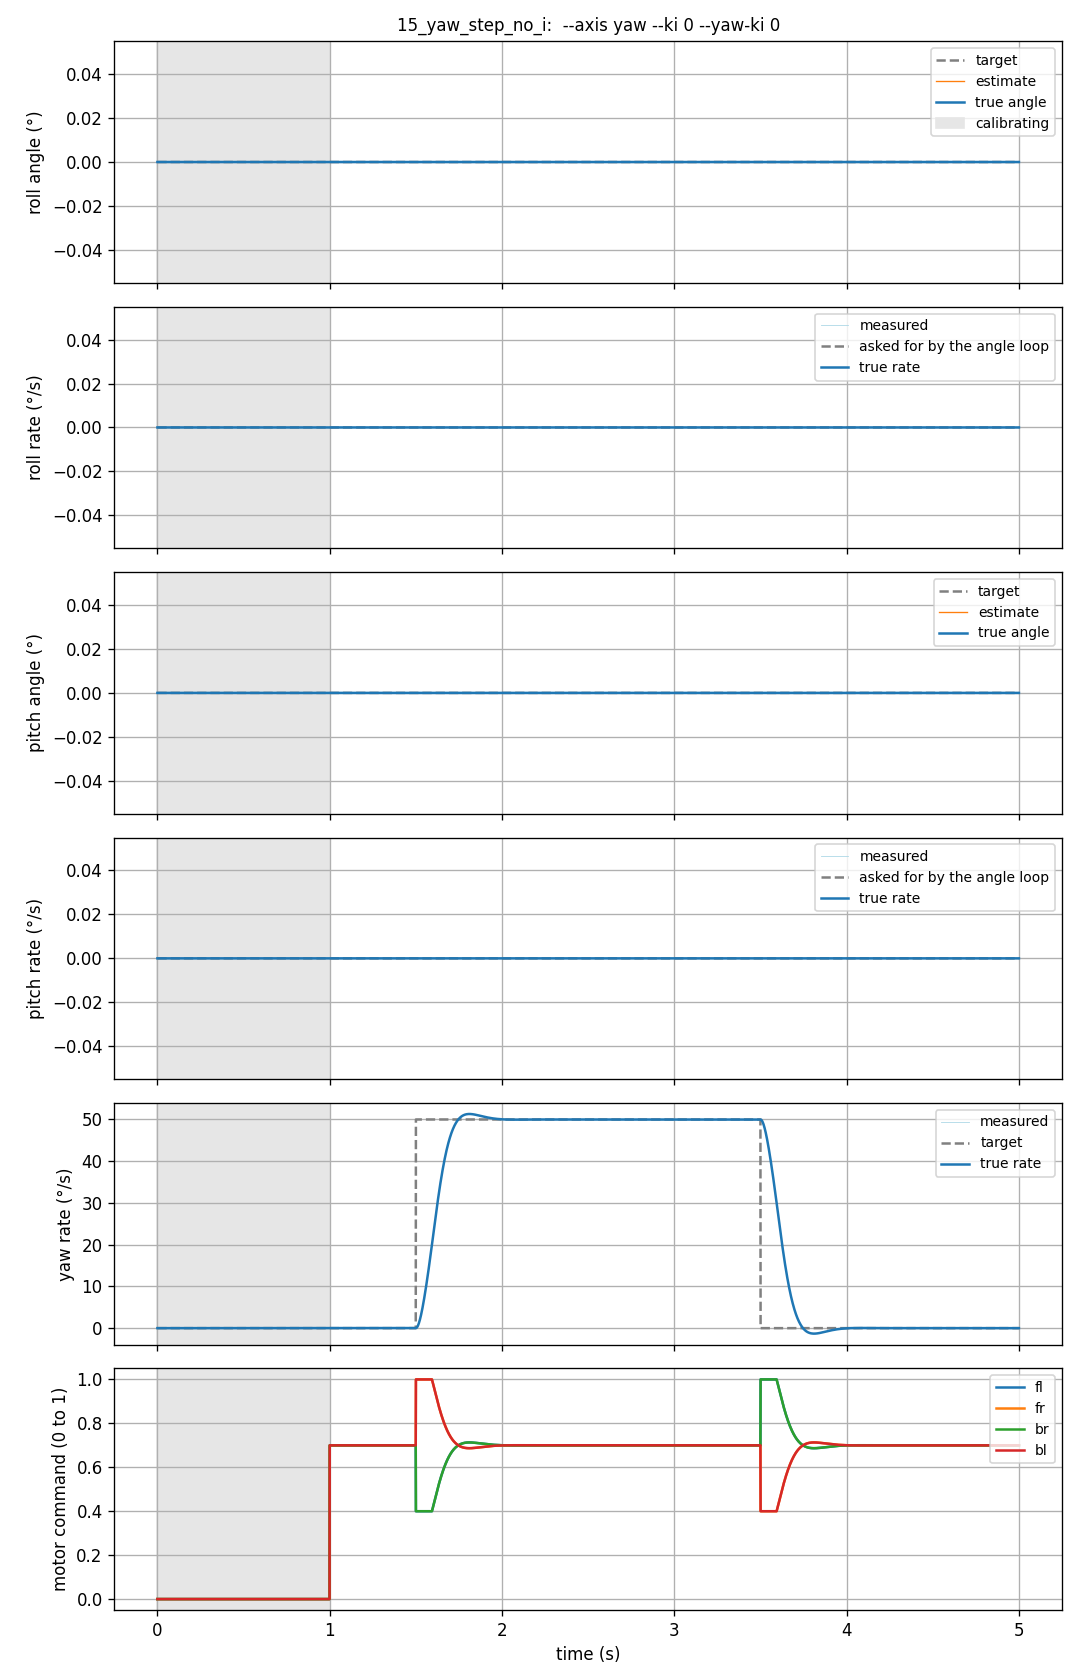 15_yaw_step_no_i:  --axis yaw --ki 0 --yaw-ki 0
roll angle (°)
0.04
0.02
0.00
−0.02
−0.04
target
estimate
true angle
calibrating
roll rate (°/s)
0.04
0.02
0.00
−0.02
−0.04
measured
asked for by the angle loop
true rate
pitch angle (°)
0.04
0.02
0.00
−0.02
−0.04
target
estimate
true angle
pitch rate (°/s)
0.04
0.02
0.00
−0.02
−0.04
measured
asked for by the angle loop
true rate
yaw rate (°/s)
50
40
30
20
10
0
measured
target
true rate
motor command (0 to 1)
1.0
0.8
0.6
0.4
0.2
0.0
fl
fr
br
bl
0 1 2 3 4 5
time (s)